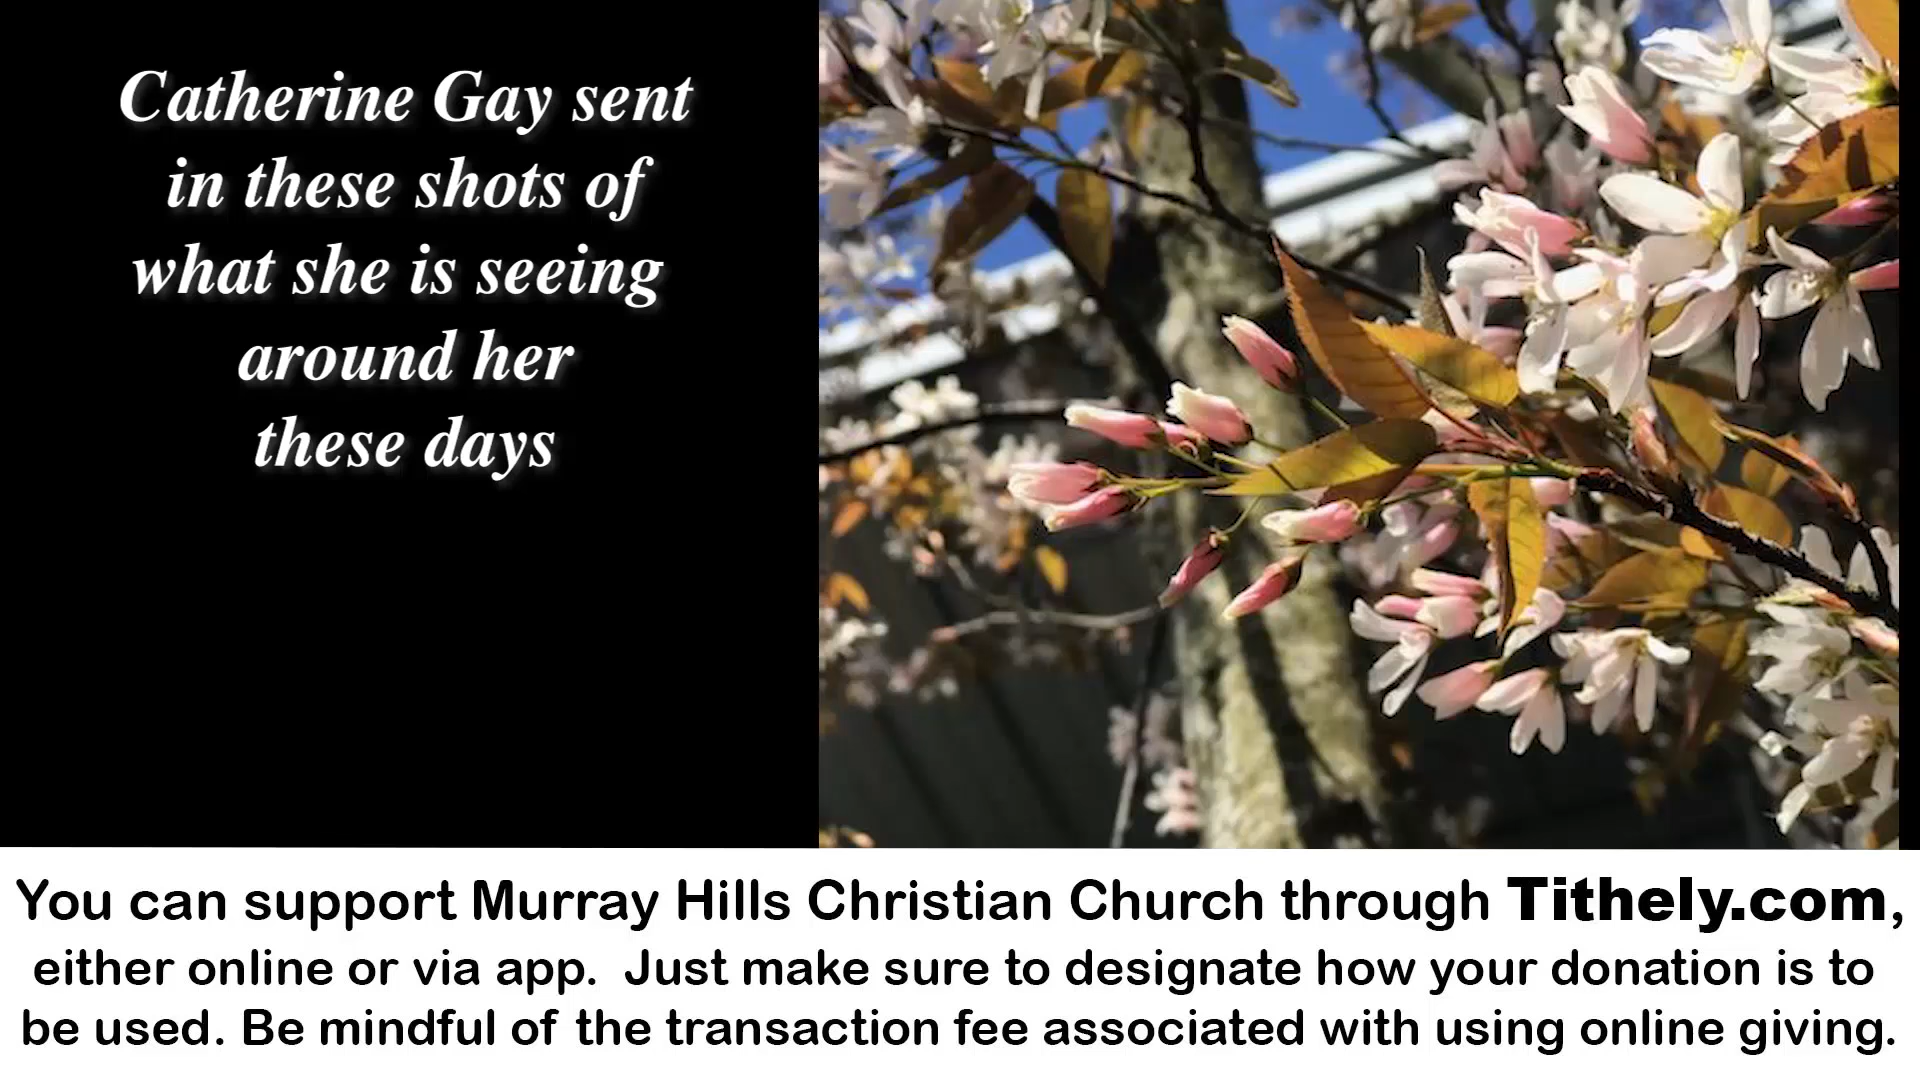 Catherine Gay sent
in these shots of
what she is seeing
around her
these days
You can support Murray Hills Christian Church through Tithely.com,
either online or via app.  Just make sure to designate how your donation is to
be used. Be mindful of the transaction fee associated with using online giving.